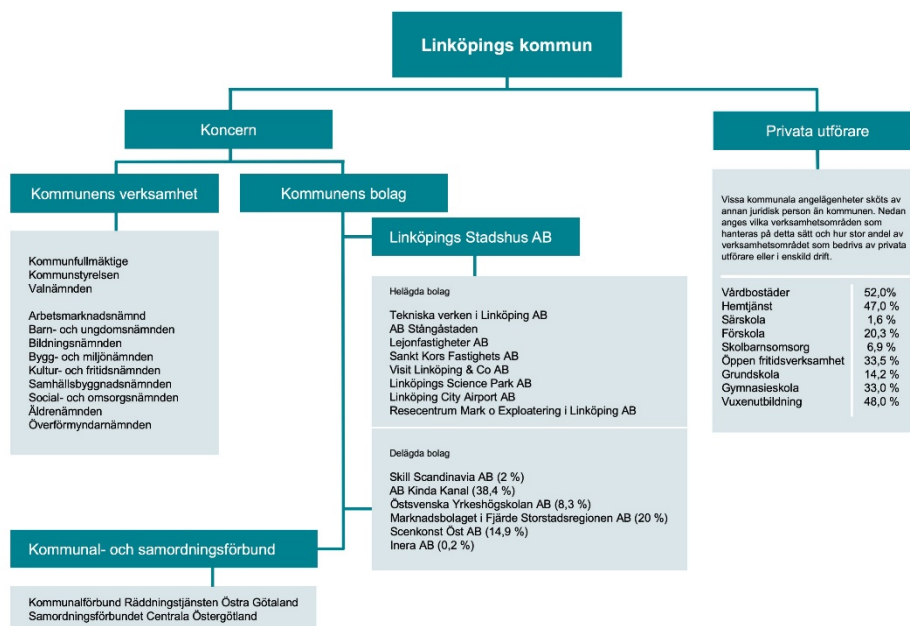 Linköpings kommun
Koncern
Privata utförare
Kommunens verksamhet
Kommunens bolag
Kommunfullmäktige
Kommunstyrelsen
Valnämnden
Arbetsmarknadsnämnd
Barn- och ungdomsnämnden
Bildningsnämnden
Bygg- och miljönämnden
Kultur- och fritidsnämnden
Samhällsbyggnadsnämnden
Social- och omsorgsnämnden
Äldrenämnden
Överförmyndarnämnden
Linköpings Stadshus AB
Helägda bolag
Tekniska verken i Linköping AB
AB Stångåstaden
Lejonfastigheter AB
Sankt Kors Fastighets AB
Visit Linköping & Co AB
Linköpings Science Park AB
Linköping City Airport AB
Resecentrum Mark o Exploatering i Linköping AB
Delägda bolag
Skill Scandinavia AB (2 %)
AB Kinda Kanal (38,4 %)
Östsvenska Yrkeshögskolan AB (8,3 %)
Marknadsbolaget i Fjärde Storstadsregionen AB (20 %)
Scenkonst Öst AB (14,9 %)
Inera AB (0,2 %)
Kommunal- och samordningsförbund
Kommunalförbund Räddningstjänsten Östra Götaland
Samordningsförbundet Centrala Östergötland
Vissa kommunala angelägenheter sköts av
annan juridisk person än kommunen. Nedan
anges vilka verksamhetsområden som
hanteras på detta sätt och hur stor andel av
verksamhetsområdet som bedrivs av privata
utförare eller i enskild drift.
Vårdbostäder 52,0%
Hemtjänst 47,0 %
Särskola 1,6 %
Förskola 20,3 %
Skolbarnsomsorg 6,9 %
Öppen fritidsverksamhet 33,5 %
Grundskola 14,2 %
Gymnasieskola 33,0 %
Vuxenutbildning 48,0 %